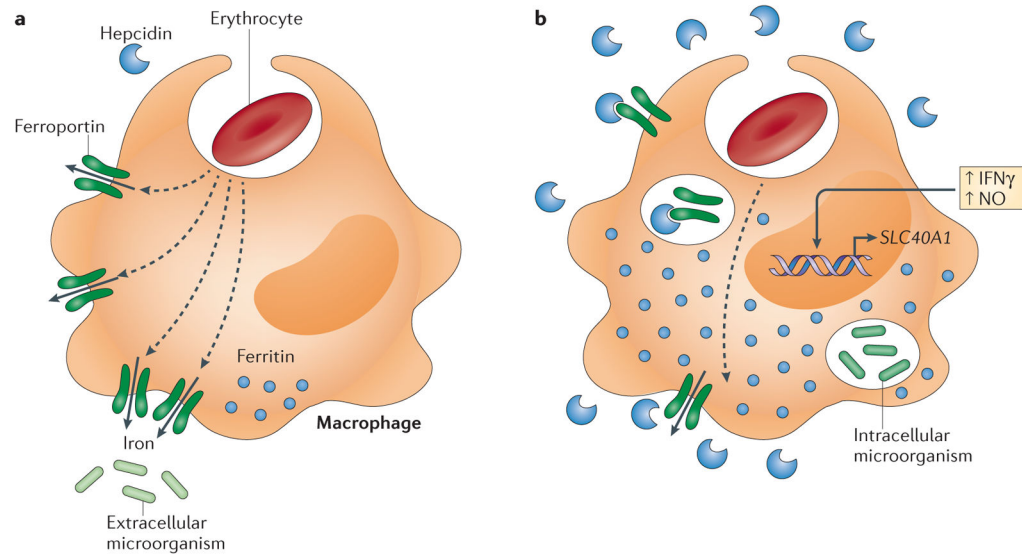 a
Hepcidin
Erythrocyte
Ferroportin
Ferritin
Macrophage
Iron
Extracellular
microorganism
b
↑ IFNγ
↑ NO
SLC40A1
Intracellular
microorganism